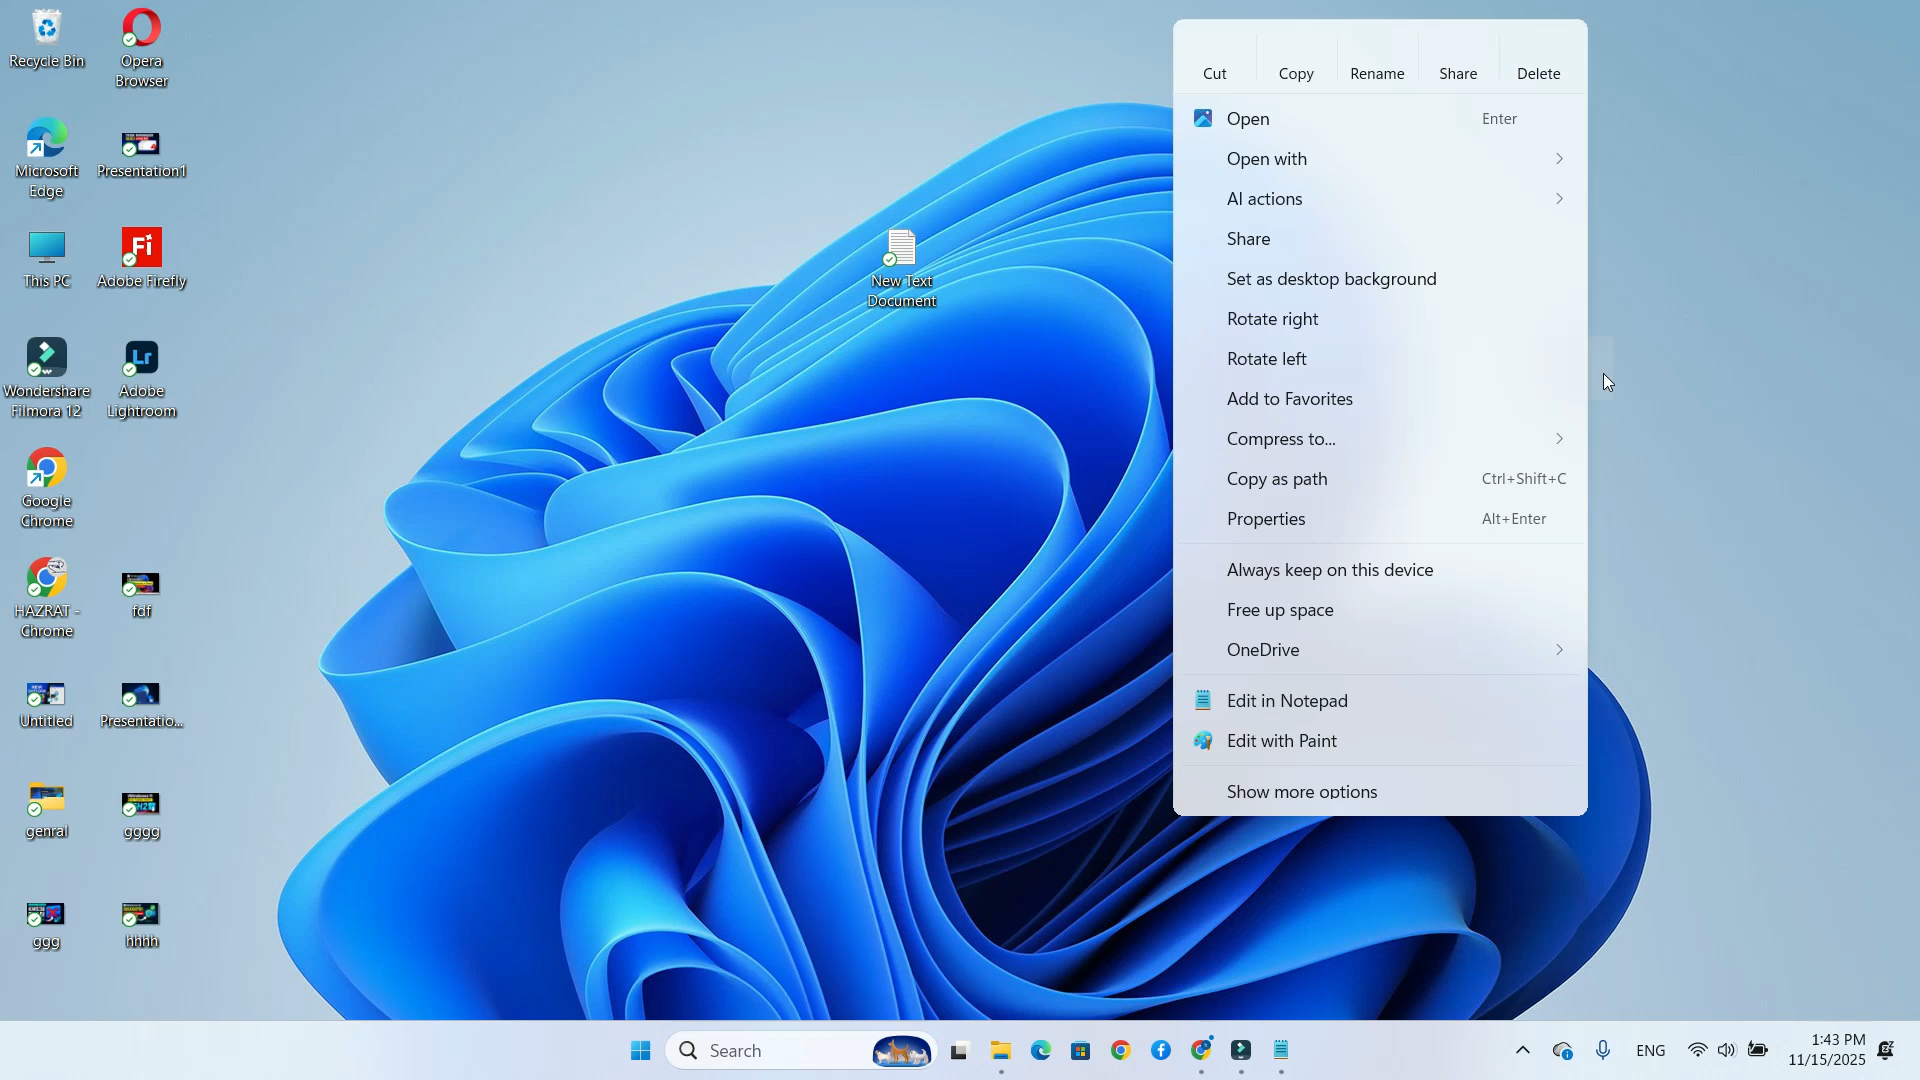 Recycle Bin
Opera
Browser
Microsoft
Edge
Presentation1
This PC
Fi
Adobe Firefly
Wondershare
Filmora 12
Lr
Adobe
Lightroom
Google
Chrome
HAZRAT -
Chrome
fdf
Untitled
Presentatio...
genral
gggg
ggg
hhhh
New Text
Document
Cut
Copy
Rename
Share
Delete
Open Enter
Open with
AI actions
Share
Set as desktop background
Rotate right
Rotate left
Add to Favorites
Compress to...
Copy as path Ctrl+Shift+C
Properties Alt+Enter
Always keep on this device
Free up space
OneDrive
Edit in Notepad
Edit with Paint
Show more options
Search
ENG
1:43 PM
11/15/2025